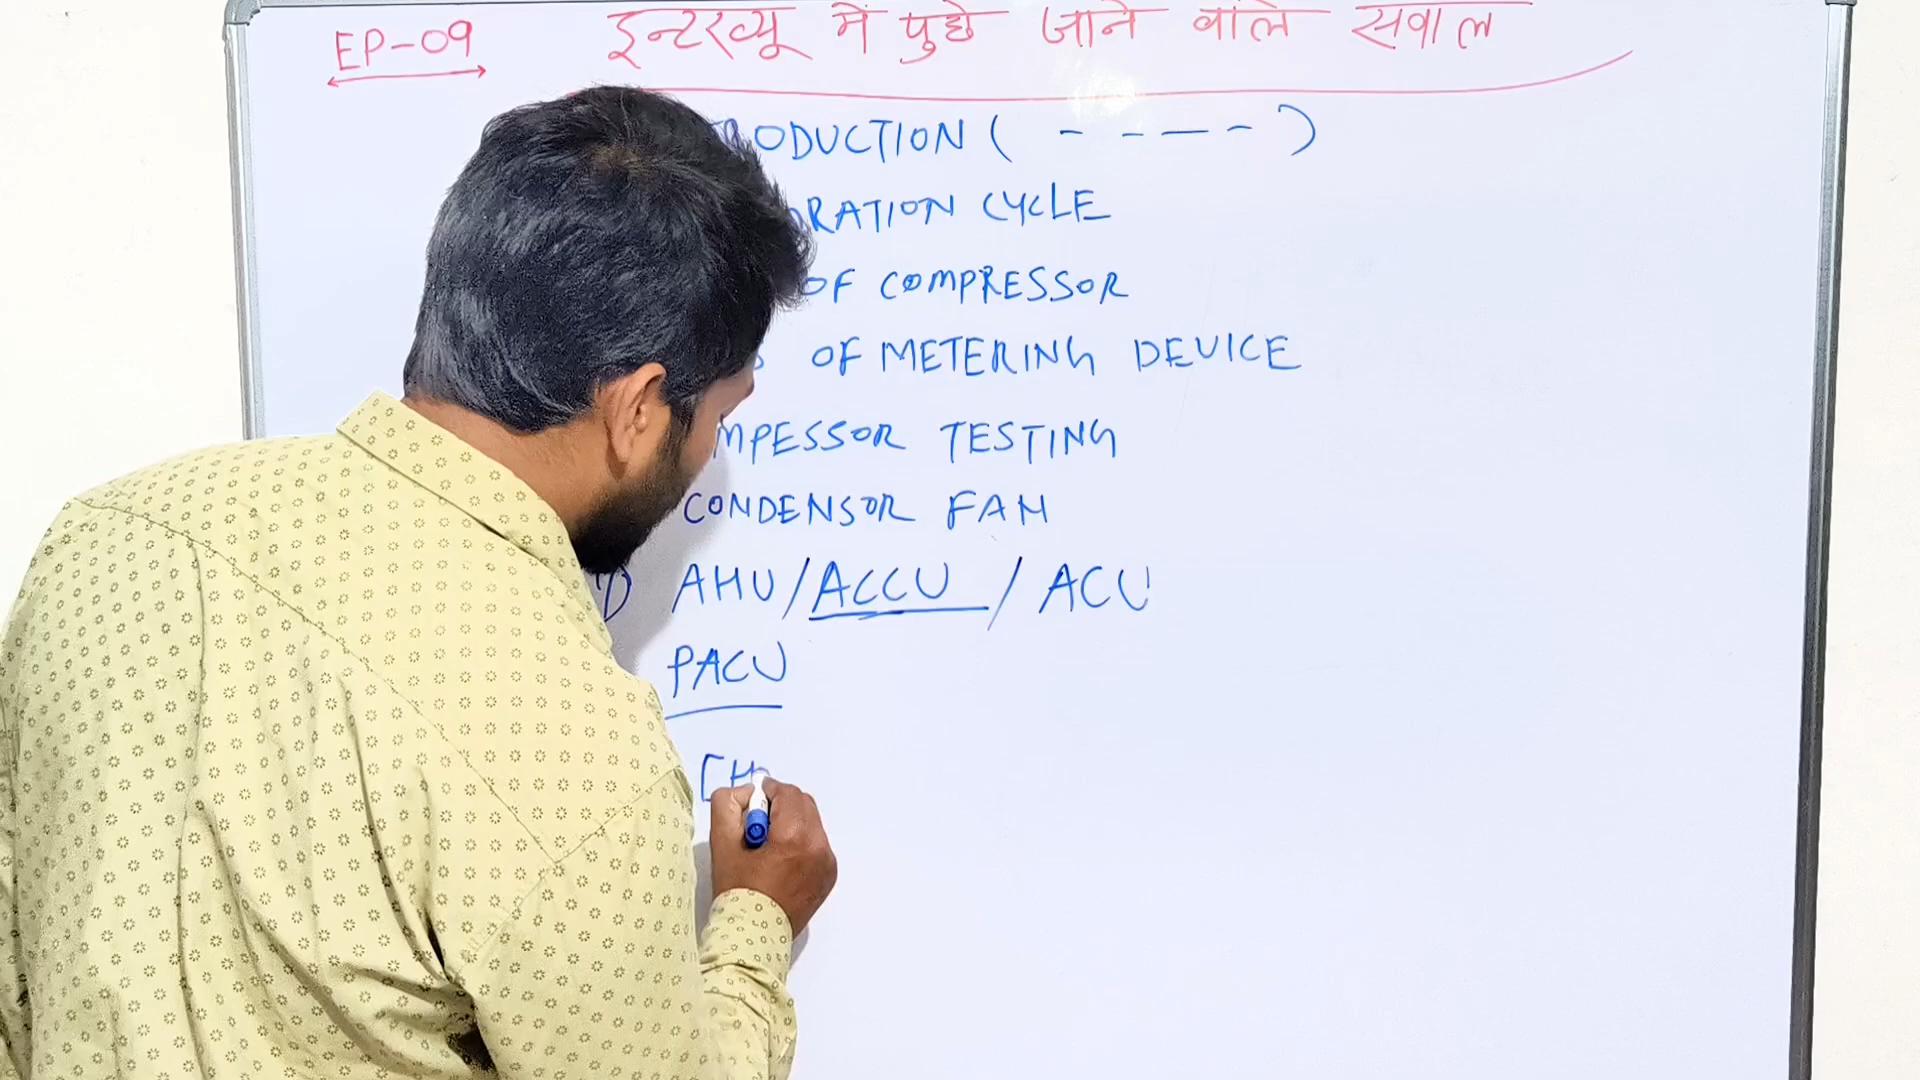 EP-09 इन्टरव्यू में पुछे जाने वाले सवाल
RODUCTION ( - - - - )
RATION CYCLE
OF COMPRESSOR
OF METERING DEVICE
MPESSOR TESTING
CONDENSOR FAN
AHU / ACCU / ACU
PACU